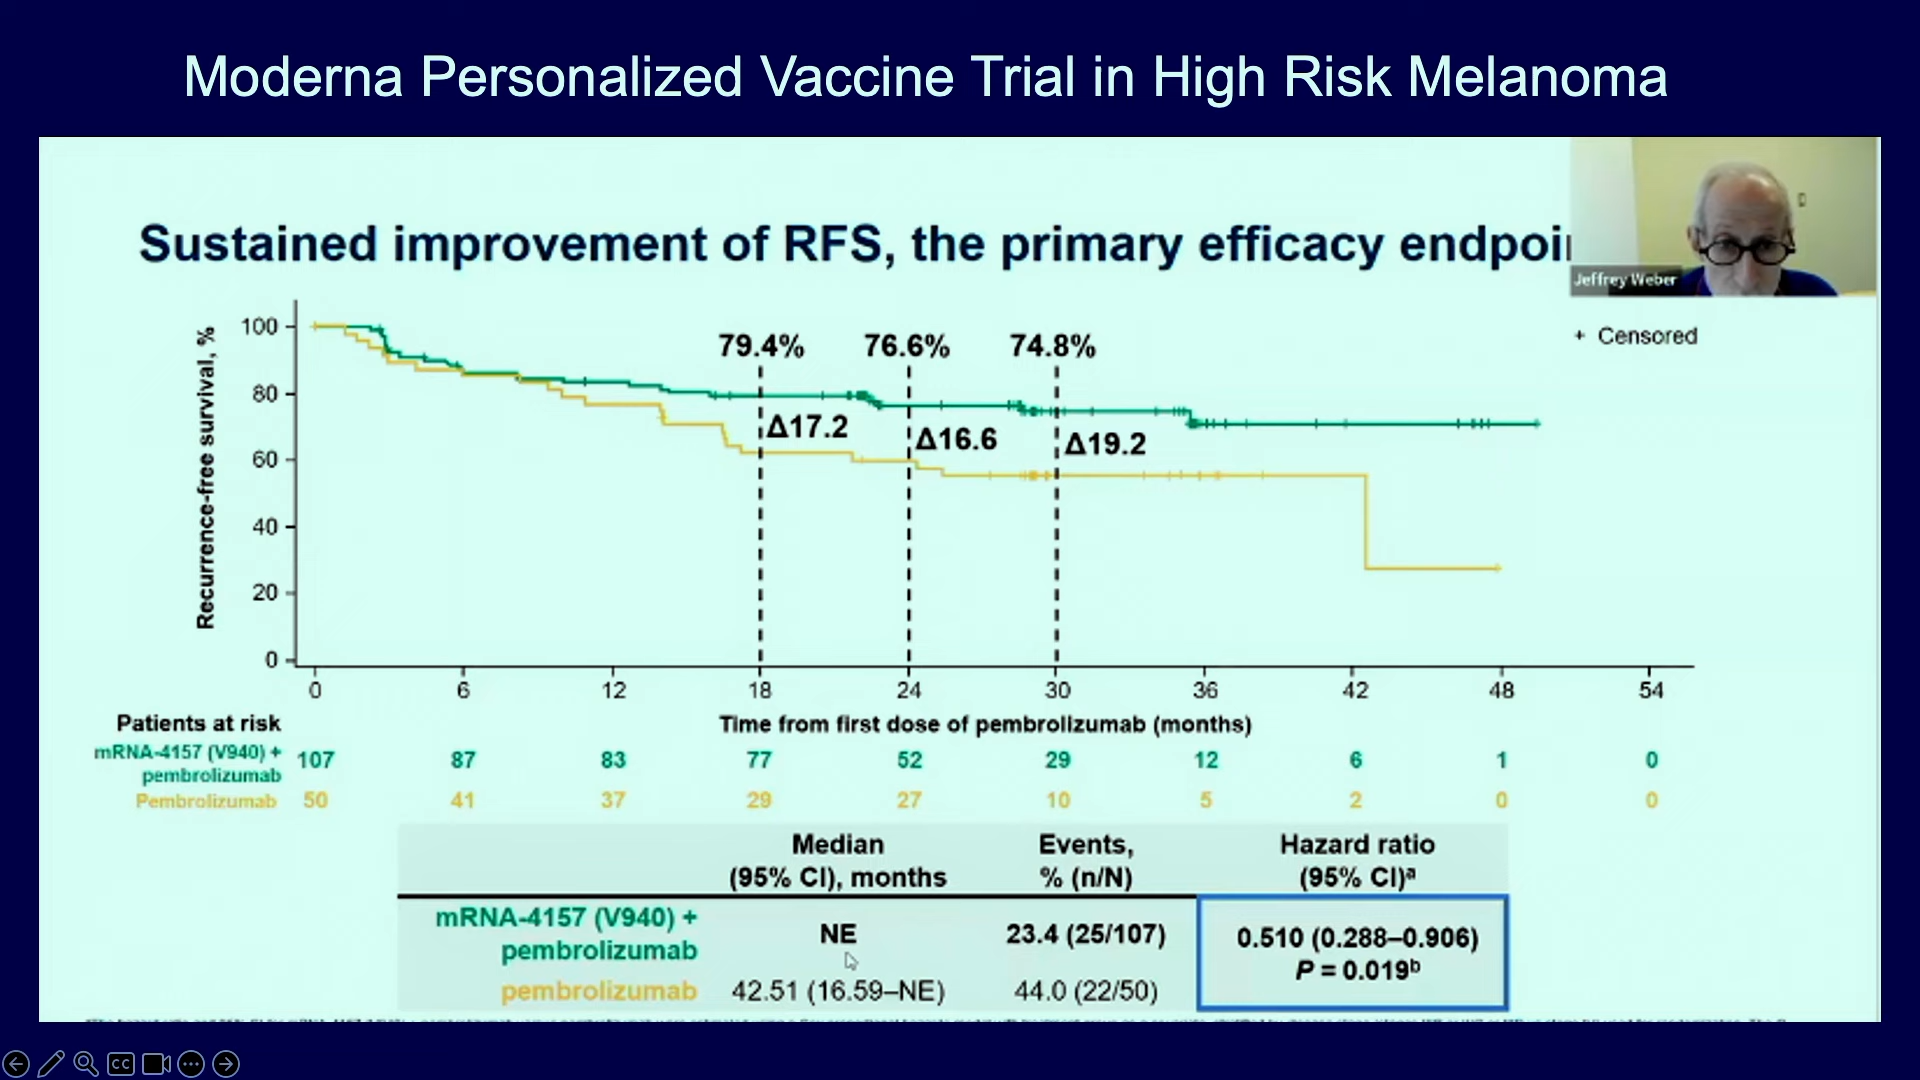 Moderna Personalized Vaccine Trial in High Risk Melanoma
Sustained improvement of RFS, the primary efficacy endpoi
Jeffrey Weber
+ Censored
Recurrence-free survival, %
100
80
60
40
20
0
79.4% 76.6% 74.8%
Δ17.2 Δ16.6 Δ19.2
0 6 12 18 24 30 36 42 48 54
Patients at risk Time from first dose of pembrolizumab (months)
mRNA-4157 (V940) +
pembrolizumab 107 87 83 77 52 29 12 6 1 0
Pembrolizumab 50 41 37 29 27 10 5 2 0 0
Median Events, Hazard ratio
(95% CI), months % (n/N) (95% CI)ᵃ
mRNA-4157 (V940) +
pembrolizumab NE 23.4 (25/107) 0.510 (0.288–0.906)
P = 0.019ᵇ
pembrolizumab 42.51 (16.59–NE) 44.0 (22/50)
CC